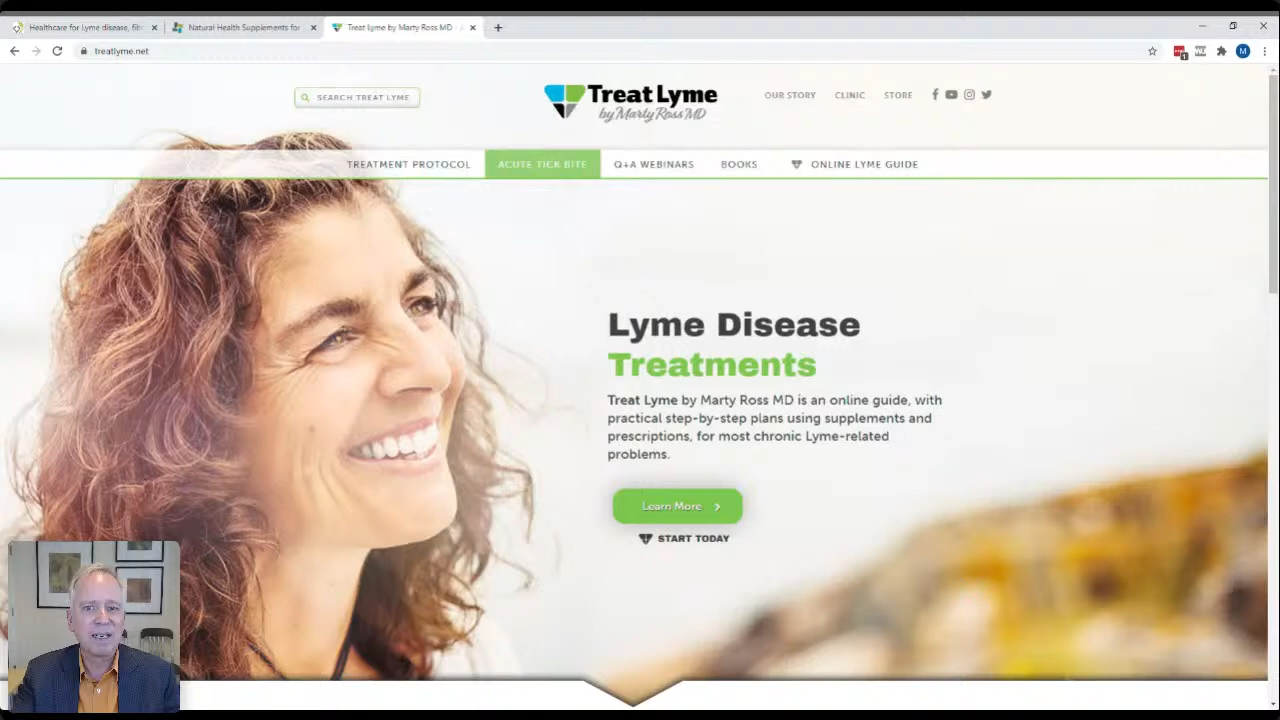 Healthcare for Lyme disease, fib
Natural Health Supplements for
Treat Lyme by Marty Ross MD
treatlyme.net
1
M
SEARCH TREAT LYME
Treat Lyme
by Marty Ross MD
OUR STORY
CLINIC
STORE
TREATMENT PROTOCOL
ACUTE TICK BITE
Q+A WEBINARS
BOOKS
ONLINE LYME GUIDE
Lyme Disease
Treatments
Treat Lyme by Marty Ross MD is an online guide, with
practical step-by-step plans using supplements and
prescriptions, for most chronic Lyme-related
problems.
Learn More
START TODAY